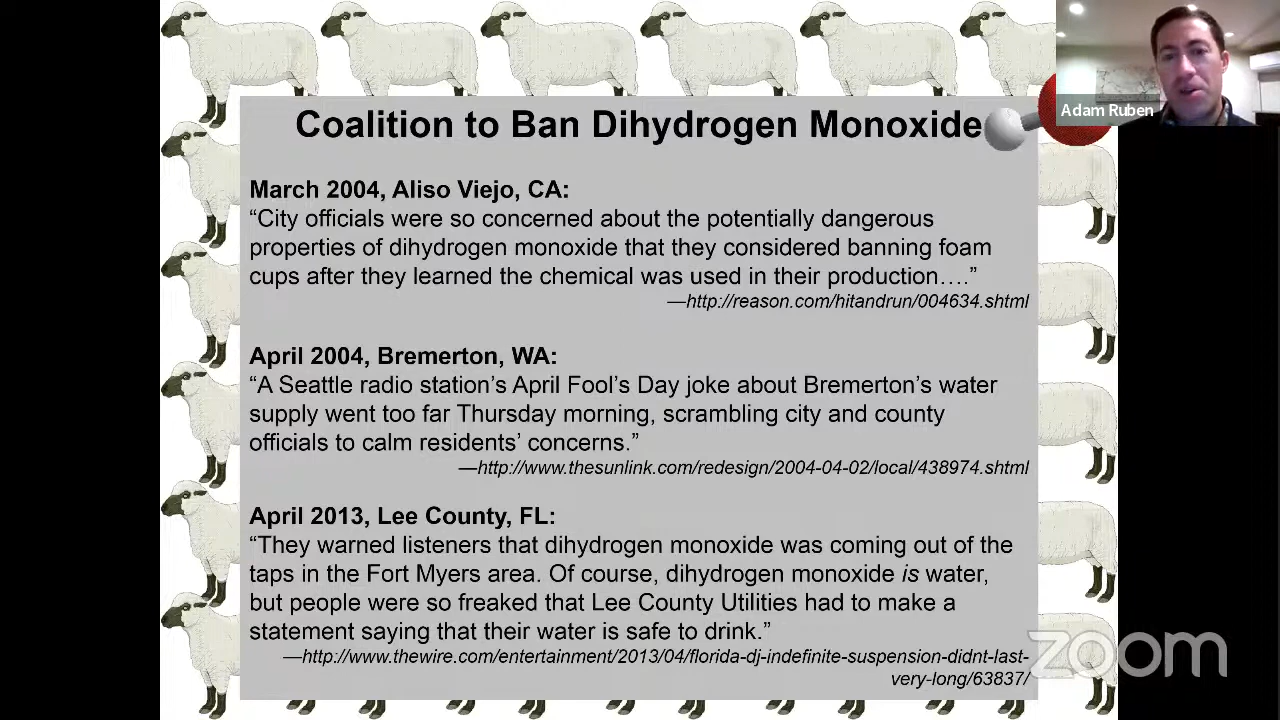 Coalition to Ban Dihydrogen Monoxide
Adam Ruben
March 2004, Aliso Viejo, CA:
“City officials were so concerned about the potentially dangerous
properties of dihydrogen monoxide that they considered banning foam
cups after they learned the chemical was used in their production….”
—http://reason.com/hitandrun/004634.shtml
April 2004, Bremerton, WA:
“A Seattle radio station’s April Fool’s Day joke about Bremerton’s water
supply went too far Thursday morning, scrambling city and county
officials to calm residents’ concerns.”
—http://www.thesunlink.com/redesign/2004-04-02/local/438974.shtml
April 2013, Lee County, FL:
“They warned listeners that dihydrogen monoxide was coming out of the
taps in the Fort Myers area. Of course, dihydrogen monoxide is water,
but people were so freaked that Lee County Utilities had to make a
statement saying that their water is safe to drink.”
—http://www.thewire.com/entertainment/2013/04/florida-dj-indefinite-suspension-didnt-last-
very-long/63837/
zoom